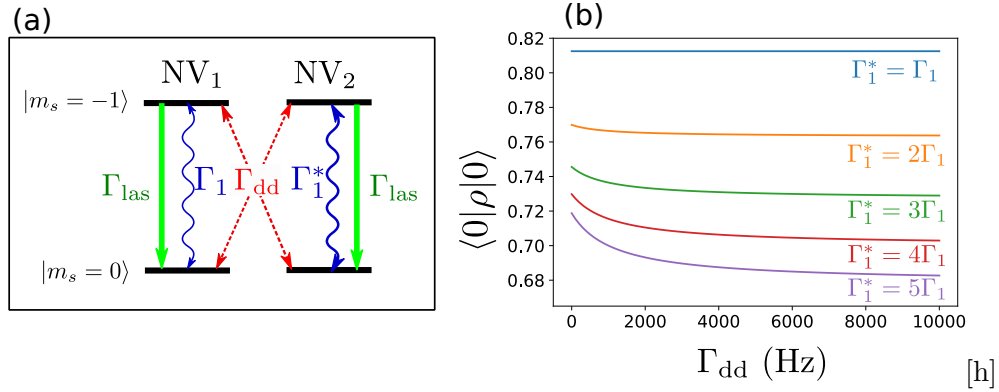 (a)
NV₁ NV₂
|mₛ = −1⟩
Γlas Γ₁ Γdd Γ₁* Γlas
|mₛ = 0⟩
(b)
0.82
0.80
0.78
0.76
0.74
0.72
0.70
0.68
⟨0|ρ|0⟩
Γ₁* = Γ₁
Γ₁* = 2Γ₁
Γ₁* = 3Γ₁
Γ₁* = 4Γ₁
Γ₁* = 5Γ₁
0 2000 4000 6000 8000 10000
Γdd (Hz)
[h]